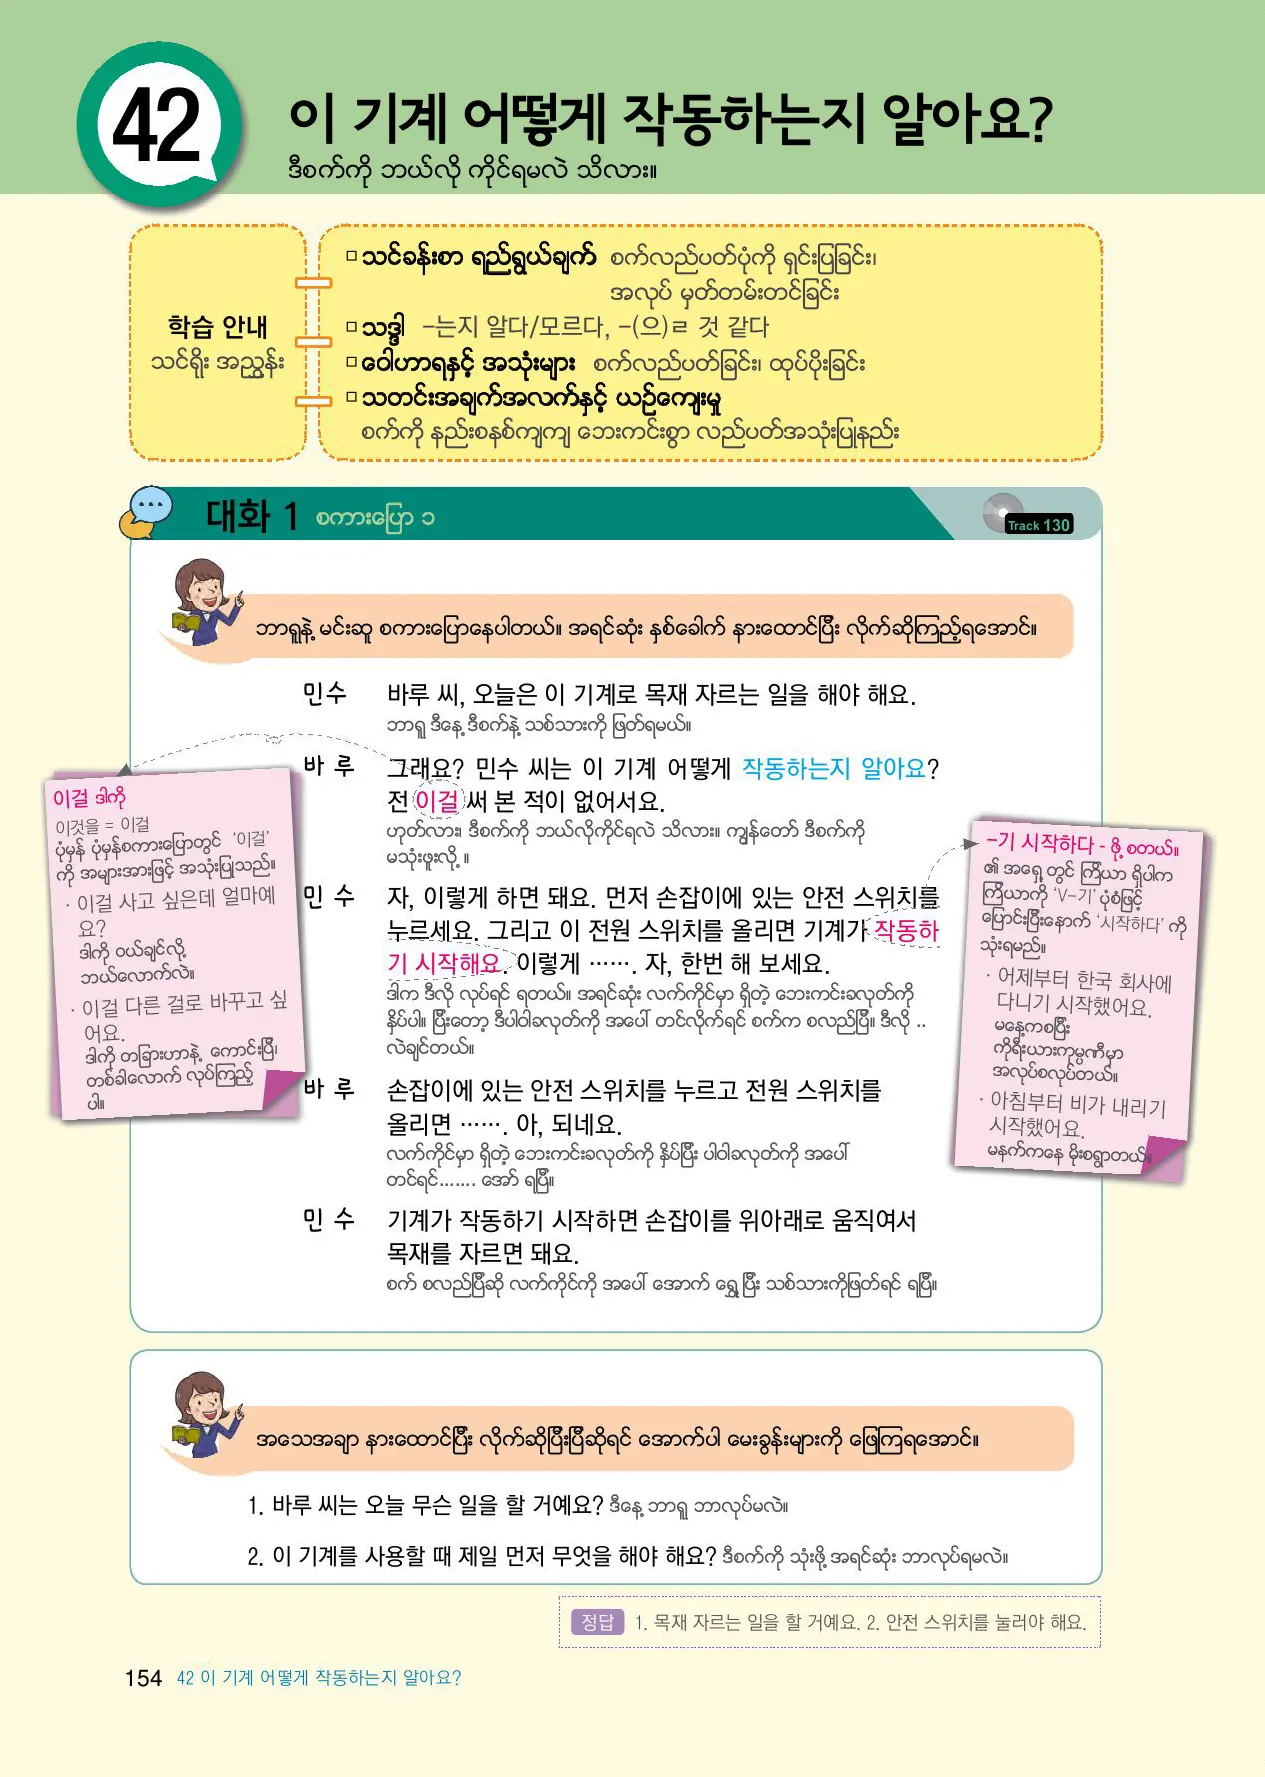 42
이 기계 어떻게 작동하는지 알아요?
ဒီစက်ကို ဘယ်လို ကိုင်ရမလဲ သိလား။
학습 안내
သင်ရိုး အညွှန်း
□ သင်ခန်းစာ ရည်ရွယ်ချက် စက်လည်ပတ်ပုံကို ရှင်းပြခြင်း၊
အလုပ် မှတ်တမ်းတင်ခြင်း
□ သဒ္ဒါ -는지 알다/모르다, -(으)ㄹ 것 같다
□ ဝေါဟာရနှင့် အသုံးများ စက်လည်ပတ်ခြင်း၊ ထုပ်ပိုးခြင်း
□ သတင်းအချက်အလက်နှင့် ယဉ်ကျေးမှု
စက်ကို နည်းစနစ်ကျကျ ဘေးကင်းစွာ လည်ပတ်အသုံးပြုနည်း
대화 1 စကားပြော ၁
Track 130
ဘာရူနဲ့ မင်းဆူ စကားပြောနေပါတယ်။ အရင်ဆုံး နှစ်ခေါက် နားထောင်ပြီး လိုက်ဆိုကြည့်ရအောင်။
민수 바루 씨, 오늘은 이 기계로 목재 자르는 일을 해야 해요.
ဘာရူ ဒီနေ့ ဒီစက်နဲ့ သစ်သားကို ဖြတ်ရမယ်။
바루 그래요? 민수 씨는 이 기계 어떻게 작동하는지 알아요?
전 이걸 써 본 적이 없어서요.
ဟုတ်လား၊ ဒီစက်ကို ဘယ်လိုကိုင်ရလဲ သိလား။ ကျွန်တော် ဒီစက်ကို
မသုံးဖူးလို့ ။
민수 자, 이렇게 하면 돼요. 먼저 손잡이에 있는 안전 스위치를
누르세요. 그리고 이 전원 스위치를 올리면 기계가 작동하
기 시작해요. 이렇게 ……. 자, 한번 해 보세요.
ဒါက ဒီလို လုပ်ရင် ရတယ်။ အရင်ဆုံး လက်ကိုင်မှာ ရှိတဲ့ ဘေးကင်းခလုတ်ကို
နှိပ်ပါ။ ပြီးတော့ ဒီပါဝါခလုတ်ကို အပေါ် တင်လိုက်ရင် စက်က စလည်ပြီ။ ဒီလို ..
လဲချင်တယ်။
바루 손잡이에 있는 안전 스위치를 누르고 전원 스위치를
올리면 ……. 아, 되네요.
လက်ကိုင်မှာ ရှိတဲ့ ဘေးကင်းခလုတ်ကို နှိပ်ပြီး ပါဝါခလုတ်ကို အပေါ်
တင်ရင်....... အော် ရပြီ။
민수 기계가 작동하기 시작하면 손잡이를 위아래로 움직여서
목재를 자르면 돼요.
စက် စလည်ပြီဆို လက်ကိုင်ကို အပေါ် အောက် ရွှေ့ပြီး သစ်သားကိုဖြတ်ရင် ရပြီ။
이걸 ဒါကို
이것을 = 이걸
ပုံမှန် ပုံမှန်စကားပြောတွင် ‘이걸’
ကို အများအားဖြင့် အသုံးပြုသည်။
· 이걸 사고 싶은데 얼마예
요?
ဒါကို ဝယ်ချင်လို့
ဘယ်လောက်လဲ။
· 이걸 다른 걸로 바꾸고 싶
어요.
ဒါကို တခြားဟာနဲ့ ကောင်းပြီ၊
တစ်ခါလောက် လုပ်ကြည့်
ပါ။
-기 시작하다 - ဖို့ စတယ်။
၏ အရှေ့တွင် ကြိယာ ရှိပါက
ကြိယာကို ‘V-기’ ပုံစံဖြင့်
ပြောင်းပြီးနောက် ‘시작하다’ ကို
သုံးရမည်။
· 어제부터 한국 회사에
다니기 시작했어요.
မနေ့ကစပြီး
ကိုရီးယားကုမ္ပဏီမှာ
အလုပ်စလုပ်တယ်။
· 아침부터 비가 내리기
시작했어요.
မနက်ကနေ မိုးစရွာတယ်။
အသေအချာ နားထောင်ပြီး လိုက်ဆိုပြီးပြီဆိုရင် အောက်ပါ မေးခွန်းများကို ဖြေကြရအောင်။
1. 바루 씨는 오늘 무슨 일을 할 거예요? ဒီနေ့ ဘာရူ ဘာလုပ်မလဲ။
2. 이 기계를 사용할 때 제일 먼저 무엇을 해야 해요? ဒီစက်ကို သုံးဖို့ အရင်ဆုံး ဘာလုပ်ရမလဲ။
정답 1. 목재 자르는 일을 할 거예요. 2. 안전 스위치를 눌러야 해요.
154 42 이 기계 어떻게 작동하는지 알아요?